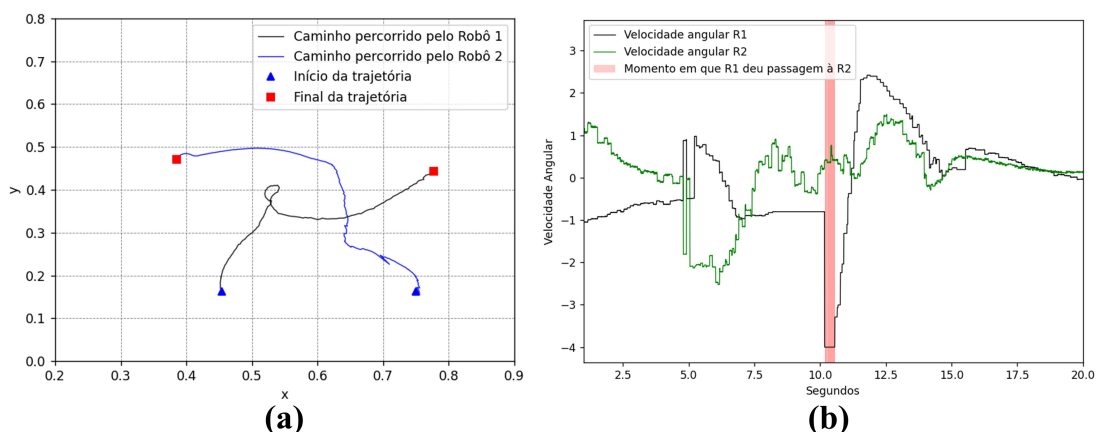 0.8
0.7
0.6
0.5
0.4
0.3
0.2
0.1
0.0
y
0.2 0.3 0.4 0.5 0.6 0.7 0.8 0.9
x
Caminho percorrido pelo Robô 1
Caminho percorrido pelo Robô 2
Início da trajetória
Final da trajetória
(a)
3
2
1
0
−1
−2
−3
−4
Velocidade Angular
2.5 5.0 7.5 10.0 12.5 15.0 17.5 20.0
Segundos
Velocidade angular R1
Velocidade angular R2
Momento em que R1 deu passagem à R2
(b)